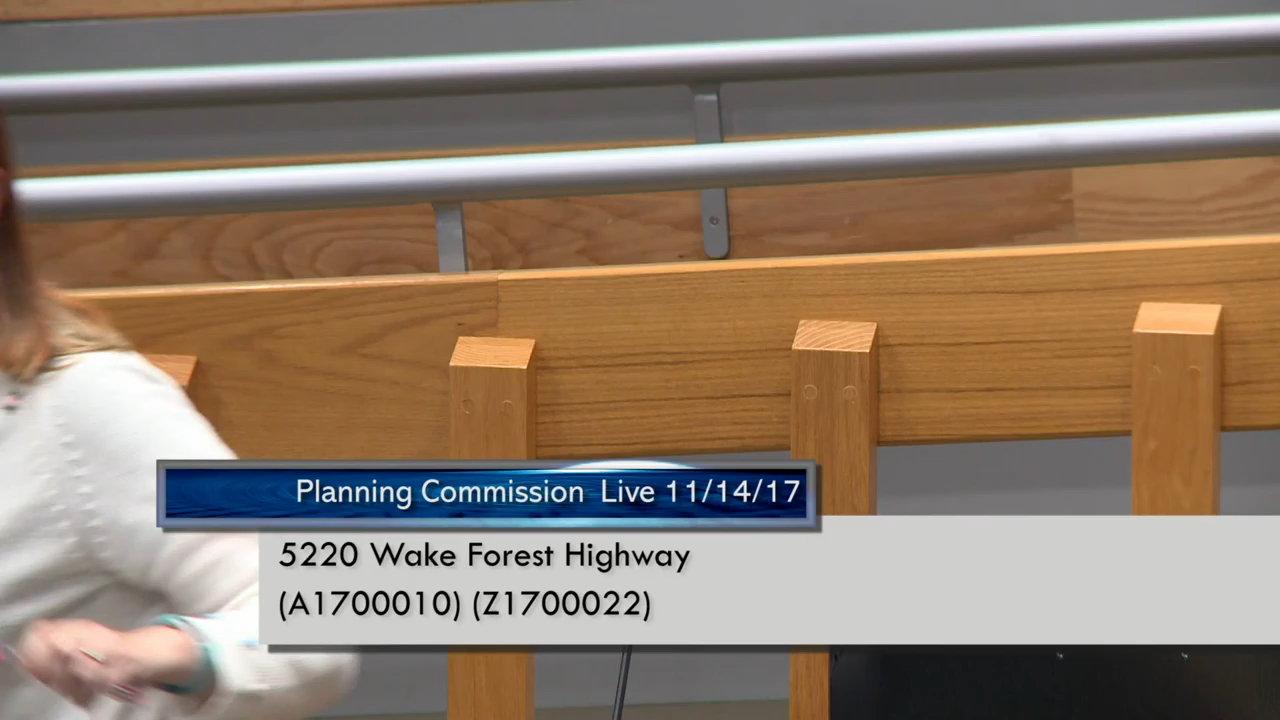 Planning Commission Live 11/14/17
5220 Wake Forest Highway
(A1700010) (Z1700022)